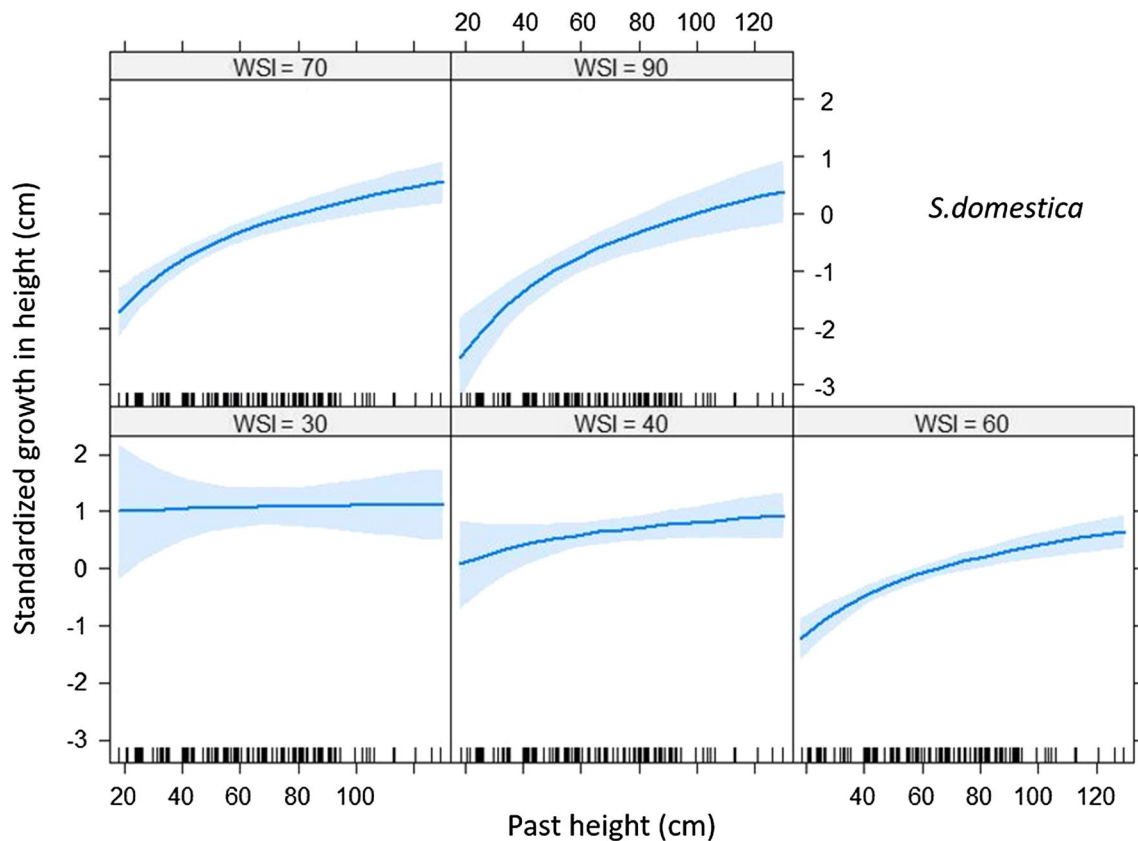 20 40 60 80 100 120
WSI = 70 WSI = 90
2
1
0
-1
-2
-3
S.domestica
Standardized growth in height (cm)
WSI = 30 WSI = 40 WSI = 60
2
1
0
-1
-2
-3
20 40 60 80 100 40 60 80 100 120
Past height (cm)